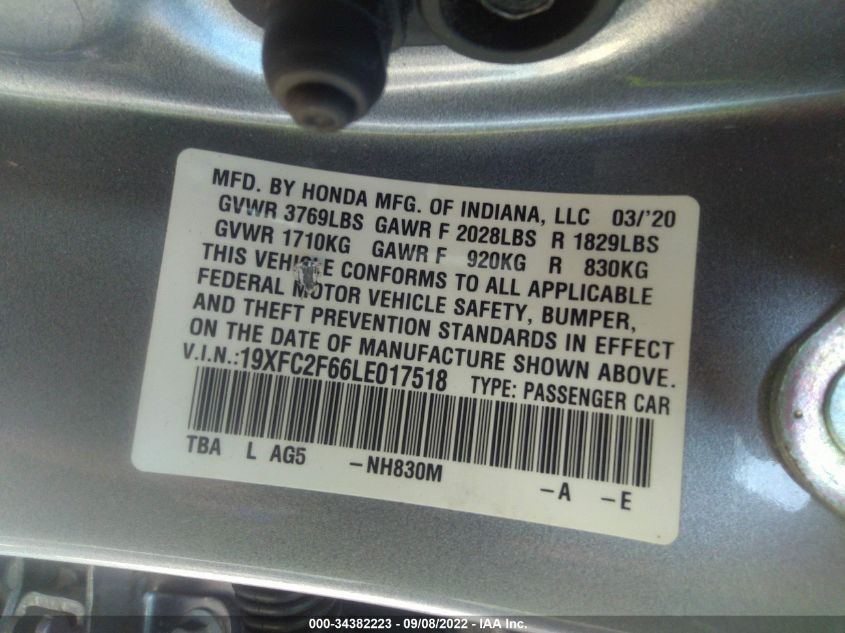 MFD. BY HONDA MFG. OF INDIANA, LLC 03/'20
GVWR 3769LBS GAWR F 2028LBS R 1829LBS
GVWR 1710KG GAWR F 920KG R 830KG
THIS VEHICLE CONFORMS TO ALL APPLICABLE
FEDERAL MOTOR VEHICLE SAFETY, BUMPER,
AND THEFT PREVENTION STANDARDS IN EFFECT
ON THE DATE OF MANUFACTURE SHOWN ABOVE.
V.I.N.:19XFC2F66LE017518 TYPE: PASSENGER CAR
TBA L AG5 -NH830M -A -E
000-34382223 - 09/08/2022 - IAA Inc.